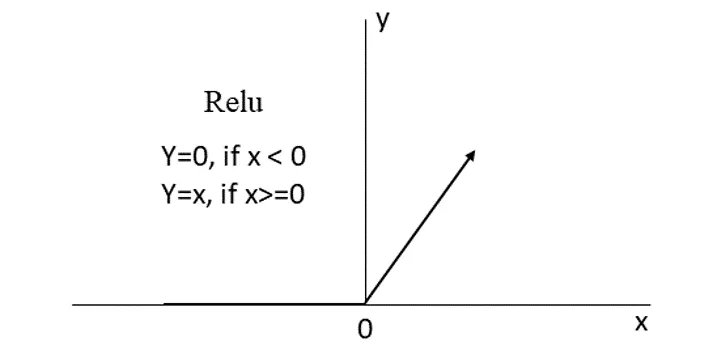 y
Relu
Y=0, if x < 0
Y=x, if x>=0
0
x